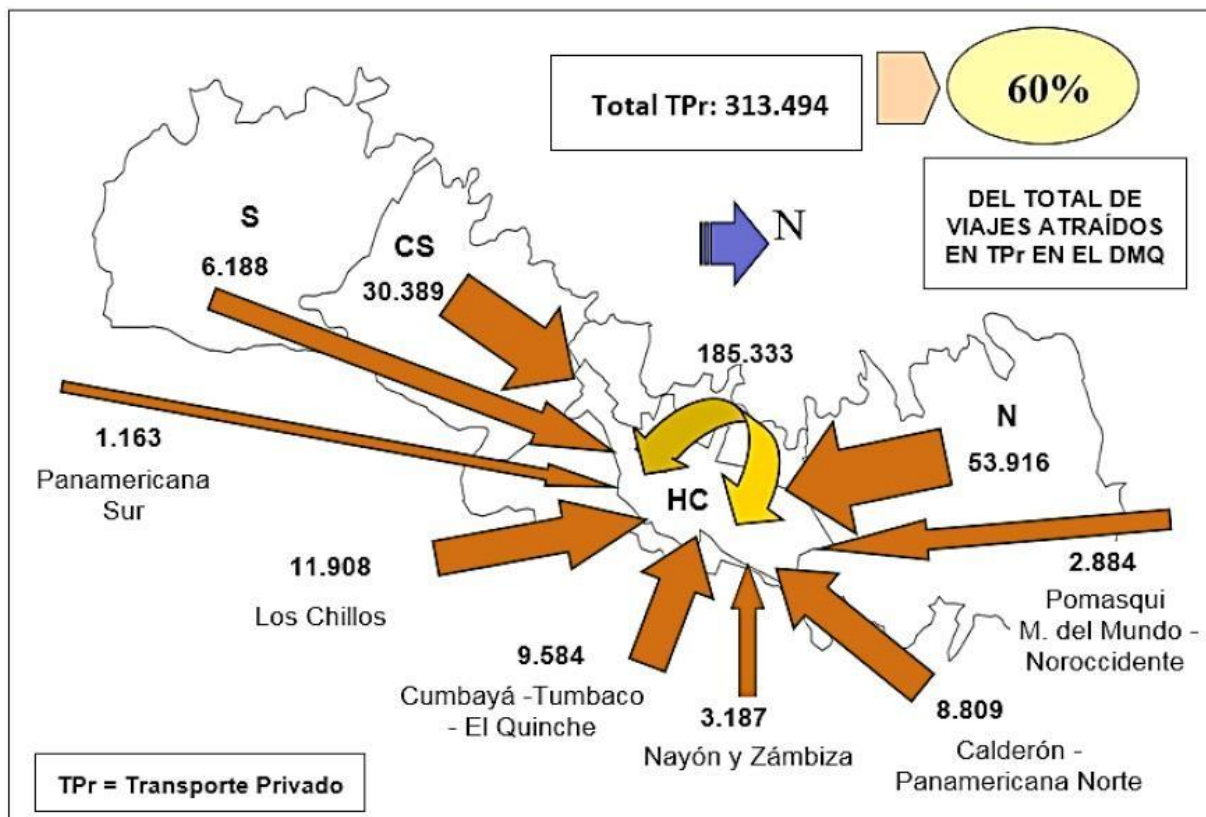 Total TPr: 313.494
60%
DEL TOTAL DE
VIAJES ATRAÍDOS
EN TPr EN EL DMQ
N
S
6.188
CS
30.389
185.333
N
53.916
HC
1.163
Panamericana
Sur
11.908
Los Chillos
9.584
Cumbayá -Tumbaco
- El Quinche
3.187
Nayón y Zámbiza
2.884
Pomasqui
M. del Mundo -
Noroccidente
8.809
Calderón -
Panamericana Norte
TPr = Transporte Privado